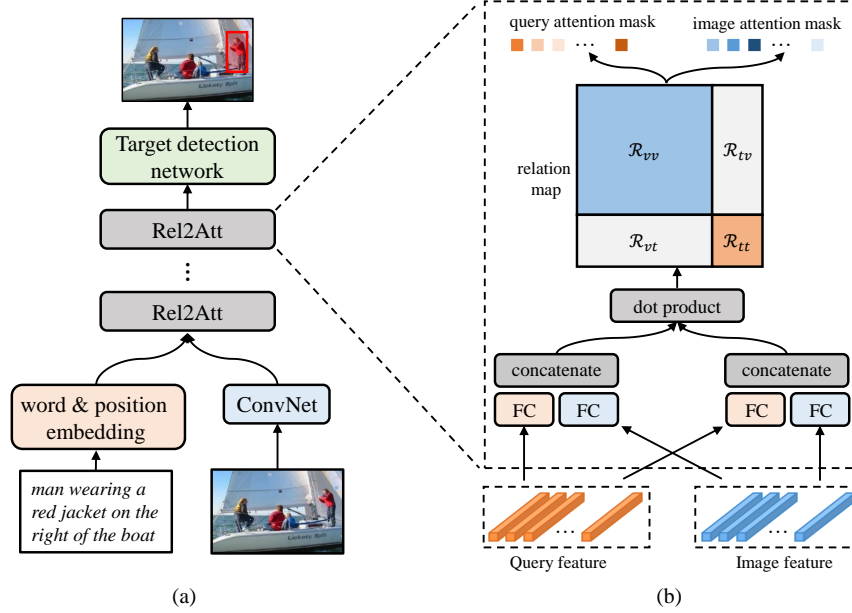 Target detection
network
Rel2Att
⋮
Rel2Att
word & position
embedding
ConvNet
man wearing a
red jacket on the
right of the boat
Lickety Split
(a)
query attention mask
image attention mask
...
...
relation
map
ℛvv
ℛtv
ℛvt
ℛtt
dot product
concatenate
concatenate
FC
FC
FC
FC
...
...
Query feature
Image feature
(b)